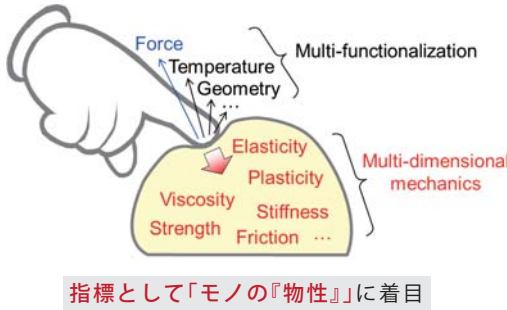 Force
Temperature
Geometry
…
Multi-functionalization
Elasticity
Plasticity
Viscosity
Stiffness
Strength
Friction …
Multi-dimensional
mechanics
指標として「モノの『物性』」に着目